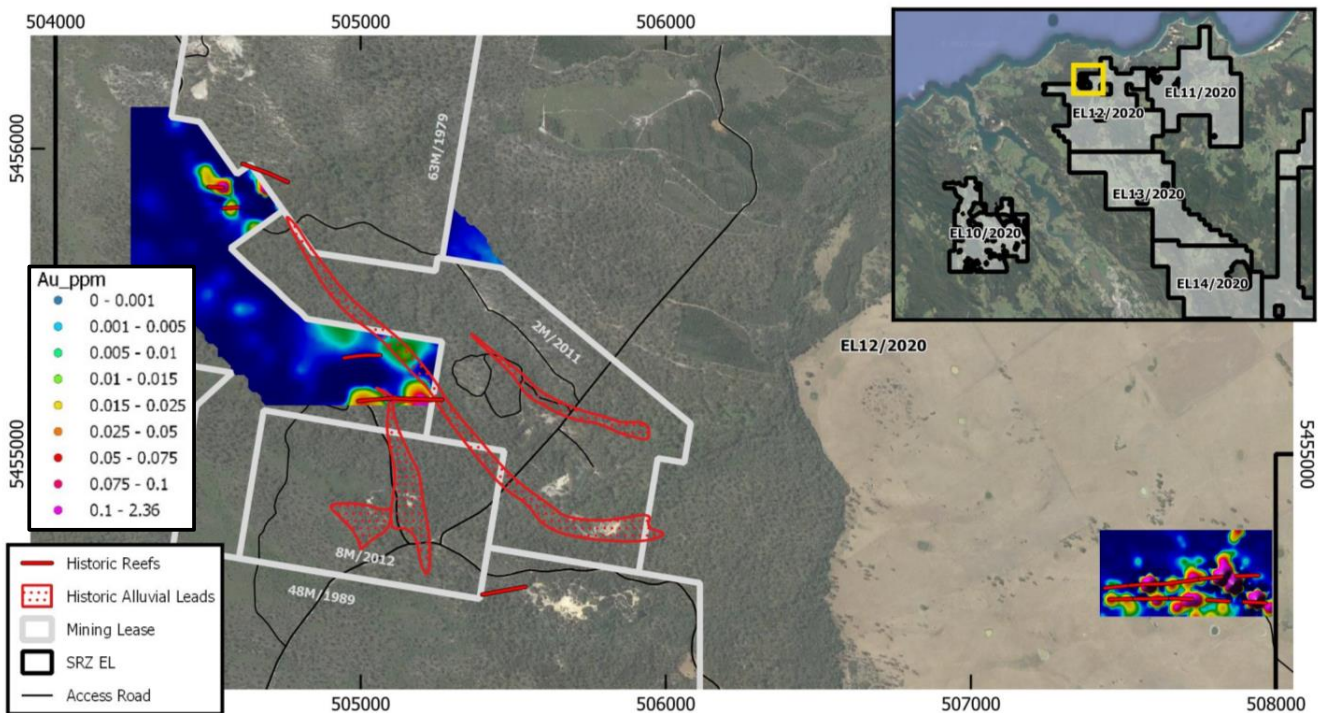 504000
505000
506000
5456000
63M/1979
EL11/2020
EL12/2020
EL13/2020
EL10/2020
EL14/2020
Au_ppm
0 - 0.001
0.001 - 0.005
0.005 - 0.01
0.01 - 0.015
0.015 - 0.025
0.025 - 0.05
0.05 - 0.075
0.075 - 0.1
0.1 - 2.36
2M/2011
EL12/2020
5455000
5455000
8M/2012
48M/1989
Historic Reefs
Historic Alluvial Leads
Mining Lease
SRZ EL
Access Road
505000
506000
507000
508000